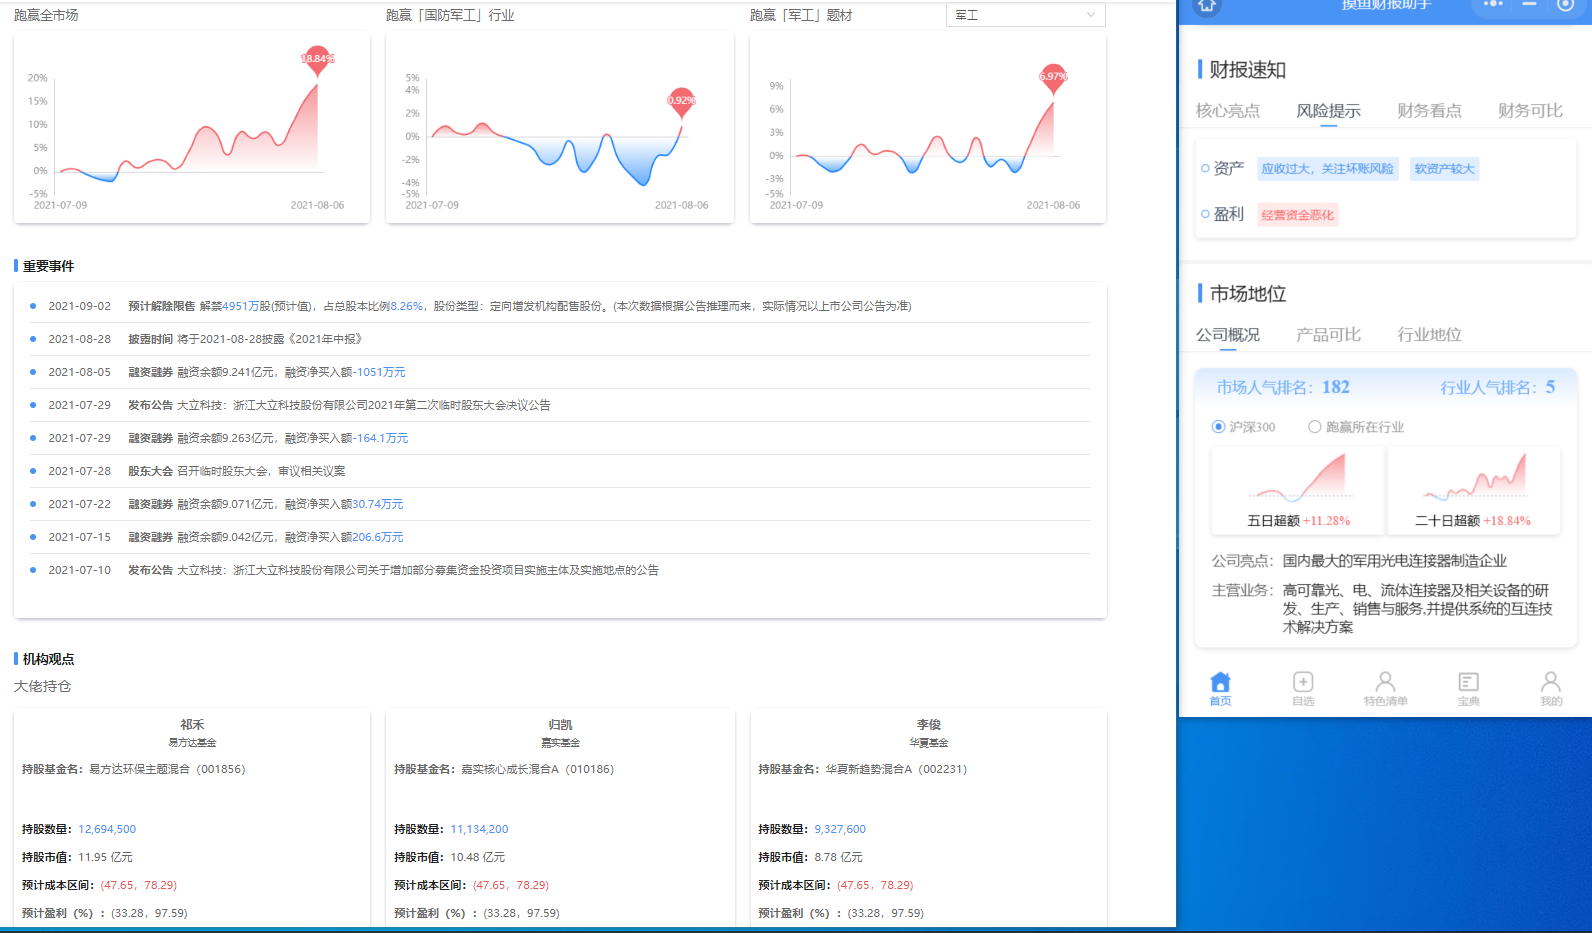 跑赢全市场
18.84%
20%
15%
10%
5%
0%
-5%
2021-07-09
2021-08-06
跑赢「国防军工」行业
0.92%
5%
4%
2%
0%
-2%
-4%
-5%
2021-07-09
2021-08-06
跑赢「军工」题材
军工
6.97%
9%
6%
3%
0%
-3%
-5%
2021-07-09
2021-08-06
重要事件
2021-09-02 预计解除限售 解禁4951万股(预计值)，占总股本比例8.26%，股份类型：定向增发机构配售股份。(本次数据根据公告推理而来，实际情况以上市公司公告为准)
2021-08-28 披露时间 将于2021-08-28披露《2021年中报》
2021-08-05 融资融券 融资余额9.241亿元，融资净买入额-1051万元
2021-07-29 发布公告 大立科技：浙江大立科技股份有限公司2021年第二次临时股东大会决议公告
2021-07-29 融资融券 融资余额9.263亿元，融资净买入额-164.1万元
2021-07-28 股东大会 召开临时股东大会，审议相关议案
2021-07-22 融资融券 融资余额9.071亿元，融资净买入额30.74万元
2021-07-15 融资融券 融资余额9.042亿元，融资净买入额206.6万元
2021-07-10 发布公告 大立科技：浙江大立科技股份有限公司关于增加部分募集资金投资项目实施主体及实施地点的公告
机构观点
大佬持仓
祁禾
易方达基金
持股基金名：易方达环保主题混合（001856）
持股数量：12,694,500
持股市值：11.95 亿元
预计成本区间：(47.65，78.29)
预计盈利（%）：(33.28，97.59)
归凯
嘉实基金
持股基金名：嘉实核心成长混合A（010186）
持股数量：11,134,200
持股市值：10.48 亿元
预计成本区间：(47.65，78.29)
预计盈利（%）：(33.28，97.59)
李俊
华夏基金
持股基金名：华夏新趋势混合A（002231）
持股数量：9,327,600
持股市值：8.78 亿元
预计成本区间：(47.65，78.29)
预计盈利（%）：(33.28，97.59)
摸鱼财报助手
财报速知
核心亮点 风险提示 财务看点 财务可比
资产 应收过大，关注坏账风险 软资产较大
盈利 经营资金恶化
市场地位
公司概况 产品可比 行业地位
市场人气排名：182 行业人气排名：5
沪深300 跑赢所在行业
五日超额 +11.28% 二十日超额 +18.84%
公司亮点：国内最大的军用光电连接器制造企业
主营业务：高可靠光、电、流体连接器及相关设备的研
发、生产、销售与服务,并提供系统的互连技
术解决方案
首页 自选 特色清单 宝典 我的